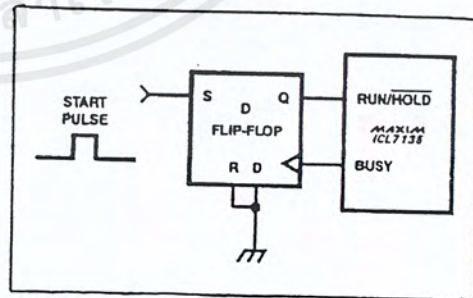 START
PULSE
S D Q
FLIP-FLOP
R D
RUN/HOLD
MAXIM
ICL7135
BUSY